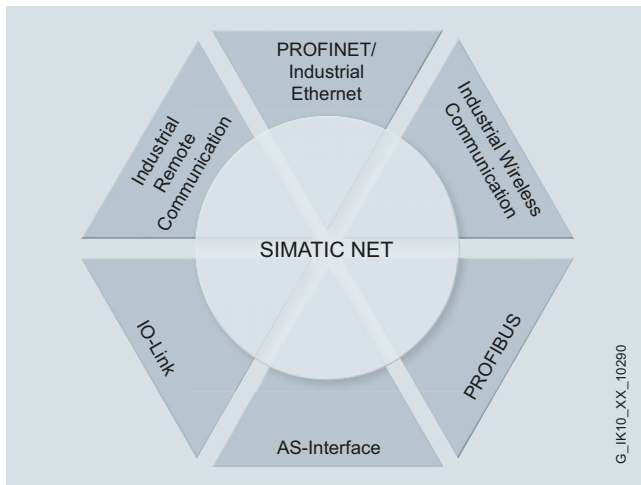 PROFINET/
Industrial
Ethernet
Industrial Wireless
Communication
Industrial
Remote
Communication
SIMATIC NET
IO-Link
PROFIBUS
AS-Interface
G_IK10_XX_10290